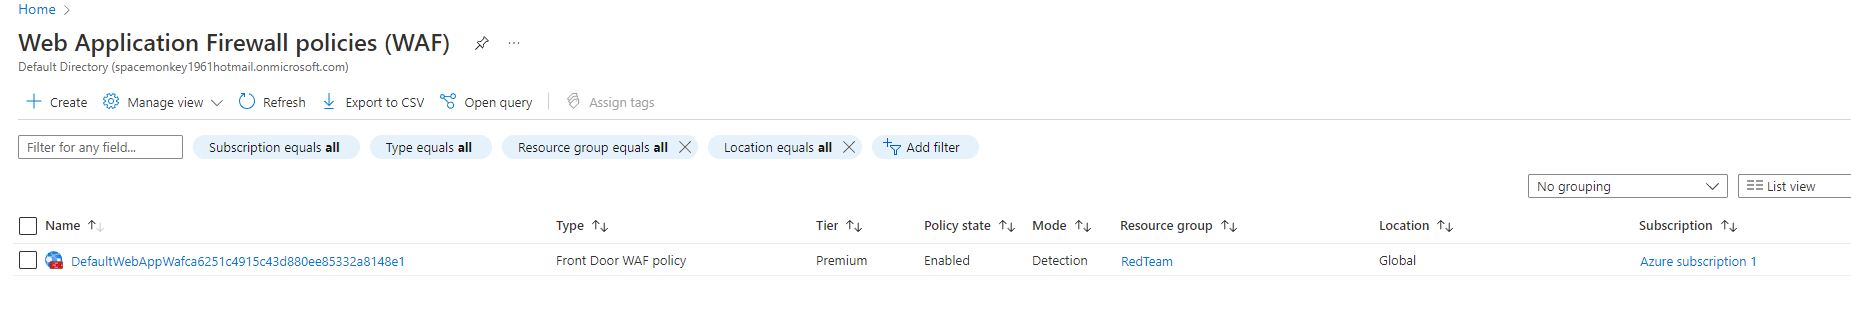 Home >
Web Application Firewall policies (WAF) ...
Default Directory (spacemonkey1961hotmail.onmicrosoft.com)
+ Create Manage view Refresh Export to CSV Open query Assign tags
Filter for any field... Subscription equals all Type equals all Resource group equals all Location equals all Add filter
No grouping List view
Name ↑↓ Type ↑↓ Tier ↑↓ Policy state ↑↓ Mode ↑↓ Resource group ↑↓ Location ↑↓ Subscription ↑↓
DefaultWebAppWafca6251c4915c43d880ee85332a8148e1 Front Door WAF policy Premium Enabled Detection RedTeam Global Azure subscription 1